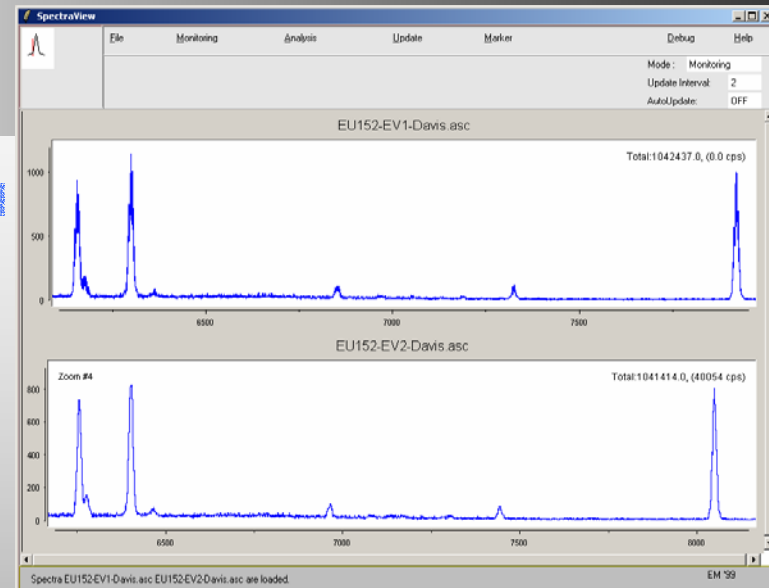 SpectraView
File Monitoring Analysis Update Marker Debug Help
Mode : Monitoring
Update Interval: 2
AutoUpdate: OFF
EU152-EV1-Davis.asc
Total:1042437.0, (0.0 cps)
1000
500
0
6500 7000 7500
EU152-EV2-Davis.asc
Zoom #4
Total:1041414.0, (40054 cps)
800
600
400
200
0
6500 7000 7500 8000
Spectra EU152-EV1-Davis.asc EU152-EV2-Davis.asc are loaded.
EM '99